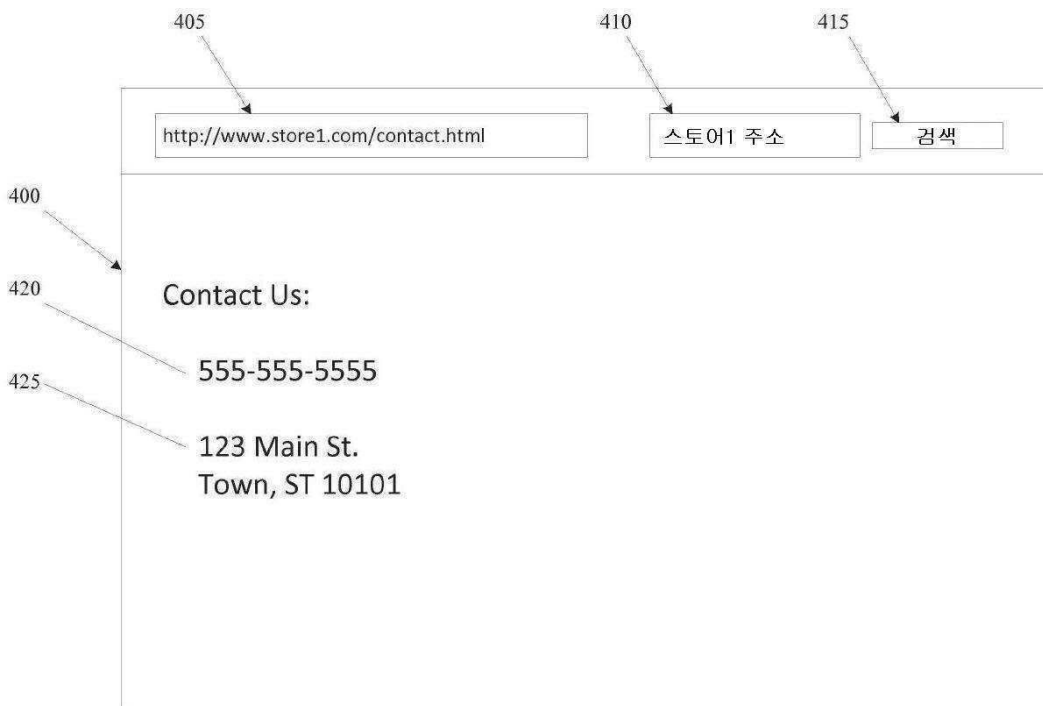 405
410
415
http://www.store1.com/contact.html
스토어1 주소
검색
400
420
Contact Us:
425
555-555-5555
123 Main St.
Town, ST 10101